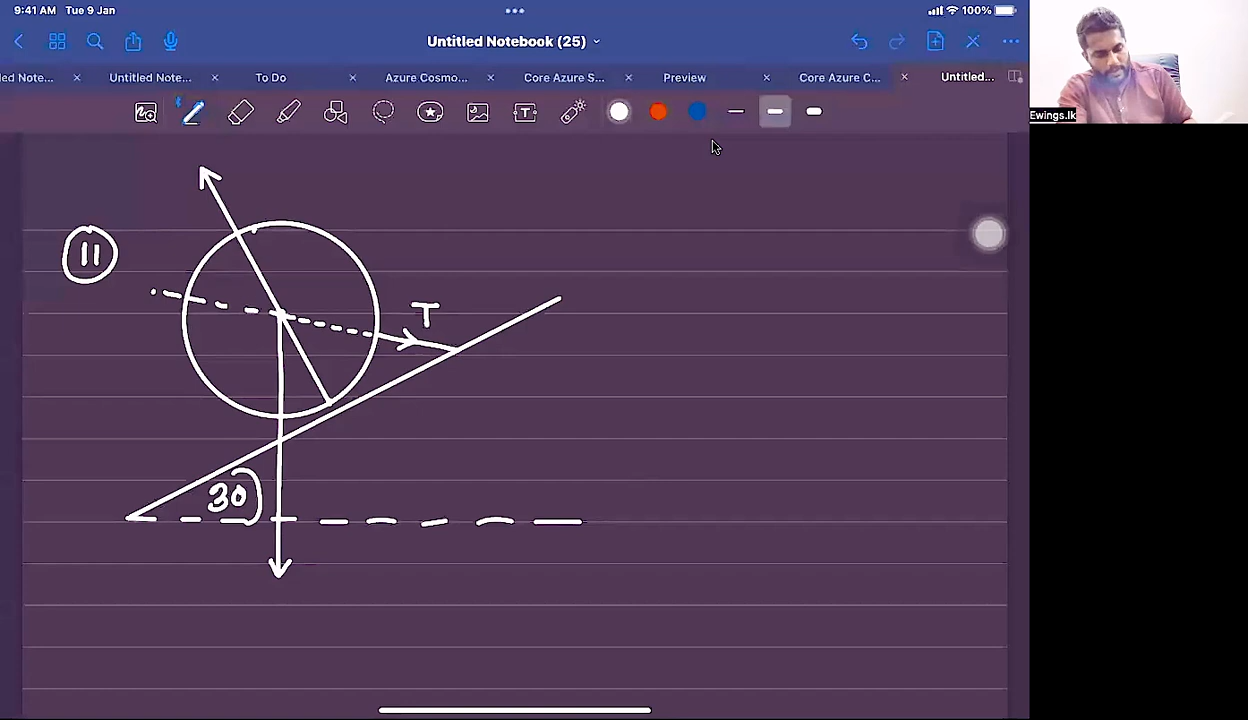 9:41 AM Tue 9 Jan
100%
Untitled Notebook (25)
led Note...
Untitled Note...
To Do
Azure Cosmo...
Core Azure S...
Preview
Core Azure C...
Untitled...
T
Ewings.lk
11
T
30